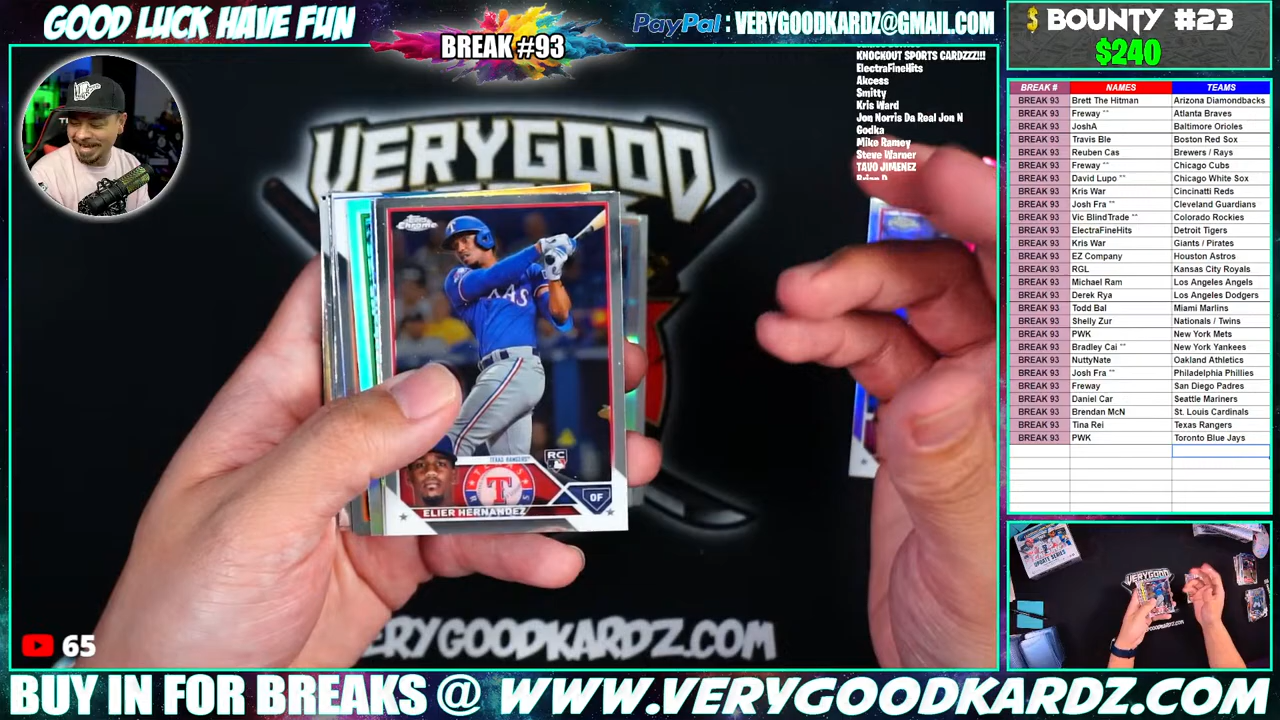 GOOD LUCK HAVE FUN
BREAK #93
PayPal : VERYGOODKARDZ@GMAIL.COM
$ BOUNTY #23
$240
KNOCKOUT SPORTS CARDZZZ!!!
ElectraFineHits
Akcess
Smitty
Kris Ward
Jon Norris Da Real Jon N
Godka
Mike Ramey
Steve Warner
TAVO JIMENEZ
Brian D
BREAK # NAMES TEAMS
BREAK 93 Brett The Hitman Arizona Diamondbacks
BREAK 93 Freway ** Atlanta Braves
BREAK 93 JoshA Baltimore Orioles
BREAK 93 Travis Ble Boston Red Sox
BREAK 93 Reuben Cas Brewers / Rays
BREAK 93 Freway ** Chicago Cubs
BREAK 93 David Lupo ** Chicago White Sox
BREAK 93 Kris War Cincinatti Reds
BREAK 93 Josh Fra ** Cleveland Guardians
BREAK 93 Vic BlindTrade ** Colorado Rockies
BREAK 93 ElectraFineHits Detroit Tigers
BREAK 93 Kris War Giants / Pirates
BREAK 93 EZ Company Houston Astros
BREAK 93 RGL Kansas City Royals
BREAK 93 Michael Ram Los Angeles Angels
BREAK 93 Derek Rya Los Angeles Dodgers
BREAK 93 Todd Bal Miami Marlins
BREAK 93 Shelly Zur Nationals / Twins
BREAK 93 PWK New York Mets
BREAK 93 Bradley Cai ** New York Yankees
BREAK 93 NuttyNate Oakland Athletics
BREAK 93 Josh Fra ** Philadelphia Phillies
BREAK 93 Freway San Diego Padres
BREAK 93 Daniel Car Seattle Mariners
BREAK 93 Brendan McN St. Louis Cardinals
BREAK 93 Tina Rei Texas Rangers
BREAK 93 PWK Toronto Blue Jays
VERYGOOD
Topps Chrome
TEXAS RANGERS
RC
T
OF
ELIER HERNANDEZ
VERYGOODKARDZ.COM
65
UPDATE SERIES
VERYGOOD
BUY IN FOR BREAKS @ WWW.VERYGOODKARDZ.COM